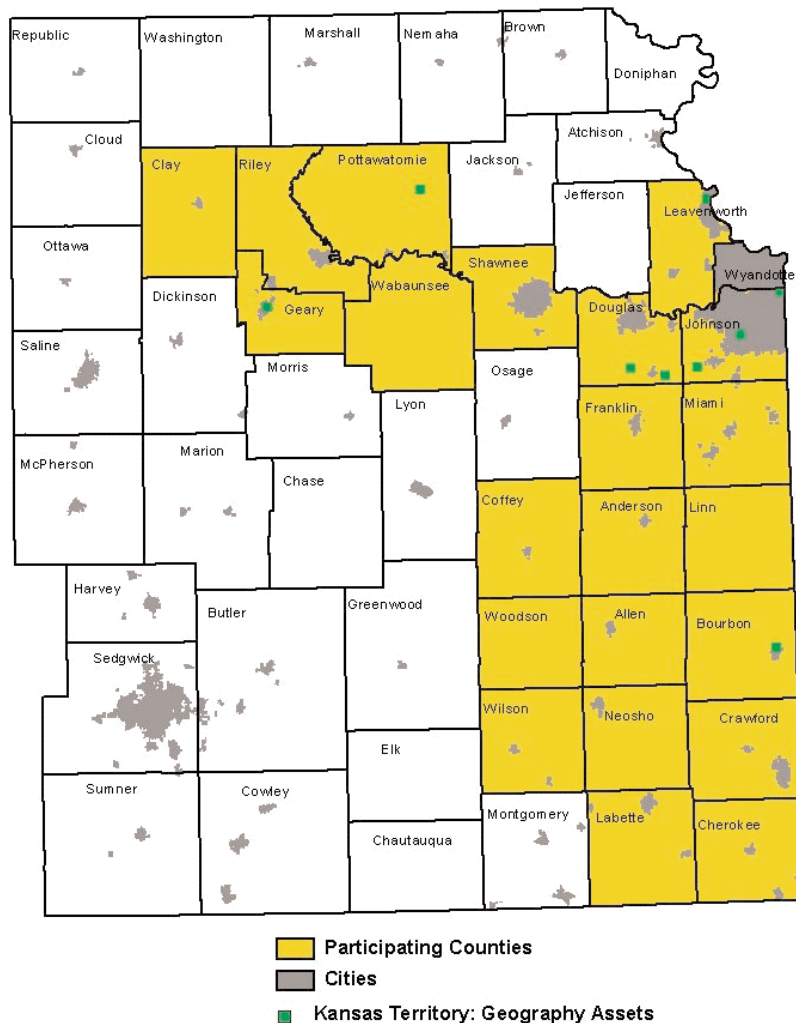 Republic
Washington
Marshall
Nemaha
Brown
Doniphan
Cloud
Clay
Riley
Pottawatomie
Jackson
Atchison
Jefferson
Leavenworth
Ottawa
Dickinson
Geary
Wabaunsee
Shawnee
Douglas
Wyandotte
Johnson
Saline
Morris
Lyon
Osage
Franklin
Miami
McPherson
Marion
Chase
Coffey
Anderson
Linn
Harvey
Butler
Greenwood
Woodson
Allen
Bourbon
Sedgwick
Wilson
Neosho
Crawford
Elk
Sumner
Cowley
Chautauqua
Montgomery
Labette
Cherokee
Participating Counties
Cities
Kansas Territory: Geography Assets